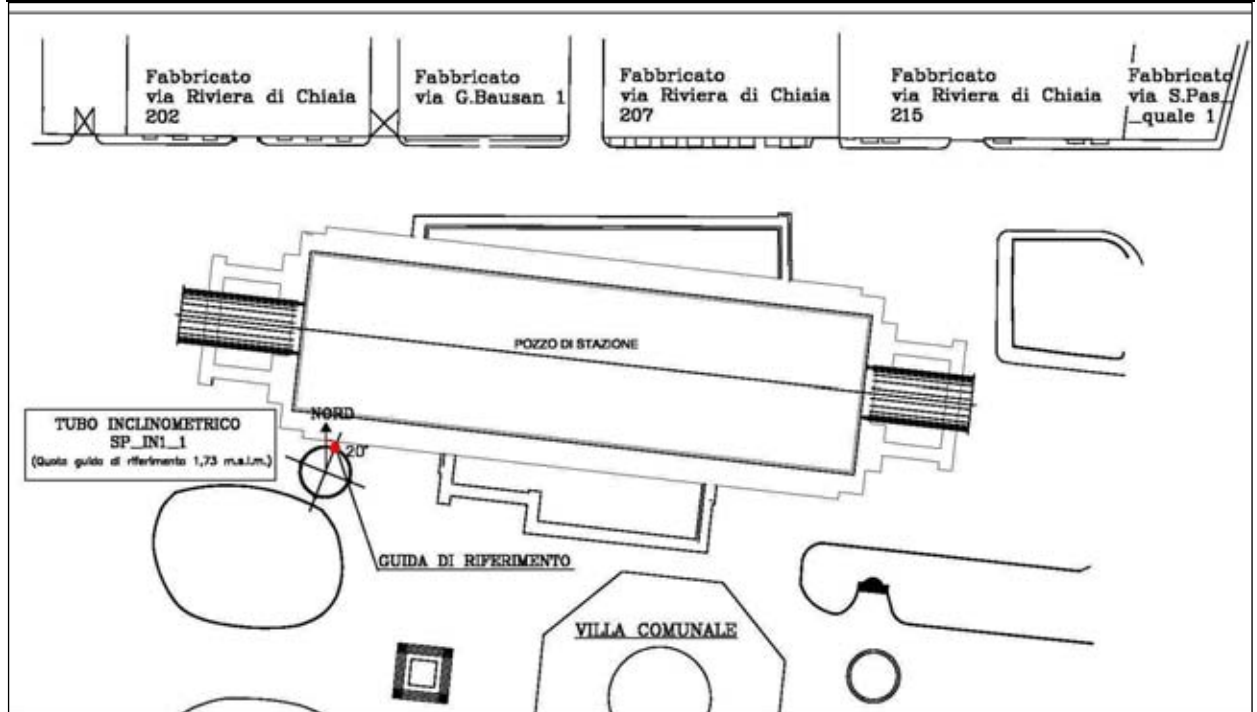 Fabbricato
via Riviera di Chiaia
202
Fabbricato
via G.Bausan 1
Fabbricato
via Riviera di Chiaia
207
Fabbricato
via Riviera di Chiaia
215
Fabbricato
via S.Pas_
_quale 1
POZZO DI STAZIONE
TUBO INCLINOMETRICO
SP_IN1_1
(Quota guida di riferimento 1,73 m.s.l.m.)
NORD
20°
GUIDA DI RIFERIMENTO
VILLA COMUNALE